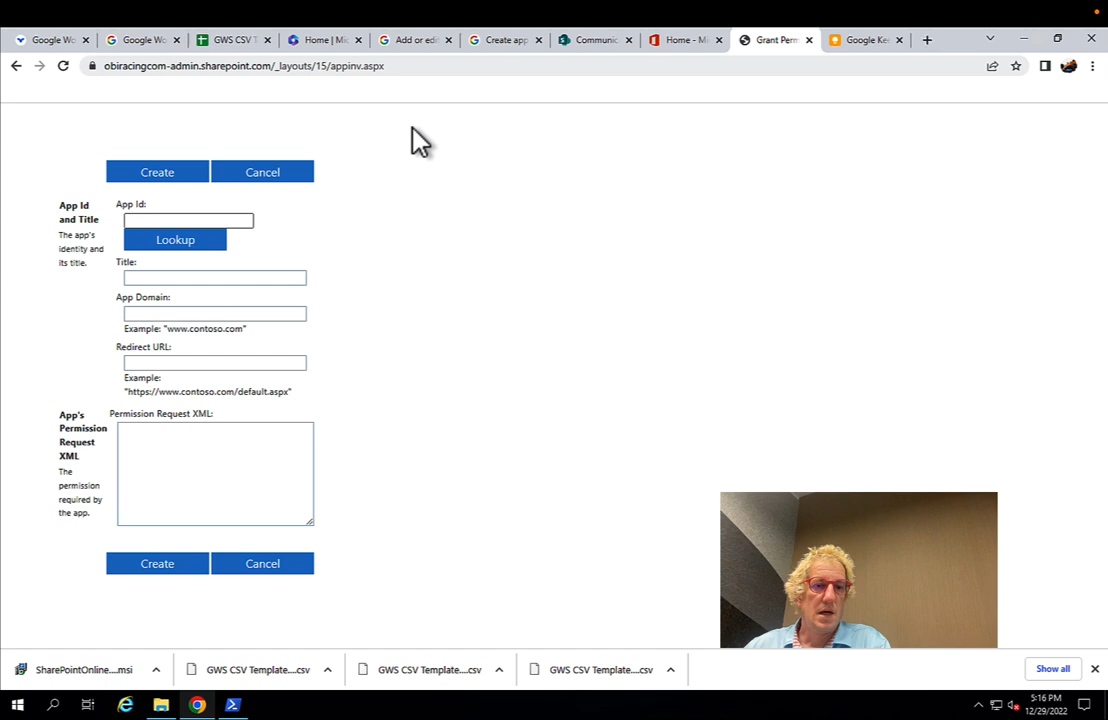 Google Wo
Google Wo
GWS CSV T
Home | Mic
Add or edi
Create app
Communic
Home - Mi
Grant Perm
Google Kee
obiracingcom-admin.sharepoint.com/_layouts/15/appinv.aspx
Create
Cancel
App Id
and Title
The app's
identity and
its title.
App Id:
Lookup
Title:
App Domain:
Example: "www.contoso.com"
Redirect URL:
Example:
"https://www.contoso.com/default.aspx"
App's
Permission
Request
XML
The
permission
required by
the app.
Permission Request XML:
Create
Cancel
SharePointOnline....msi
GWS CSV Template....csv
GWS CSV Template....csv
GWS CSV Template....csv
Show all
5:16 PM
12/29/2022